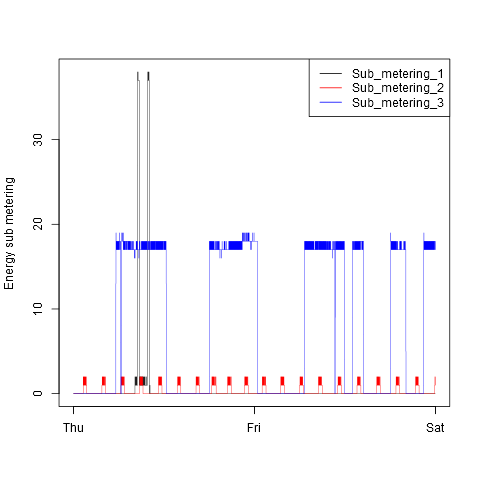 Sub_metering_1
Sub_metering_2
Sub_metering_3
30
20
10
0
Energy sub metering
Thu
Fri
Sat